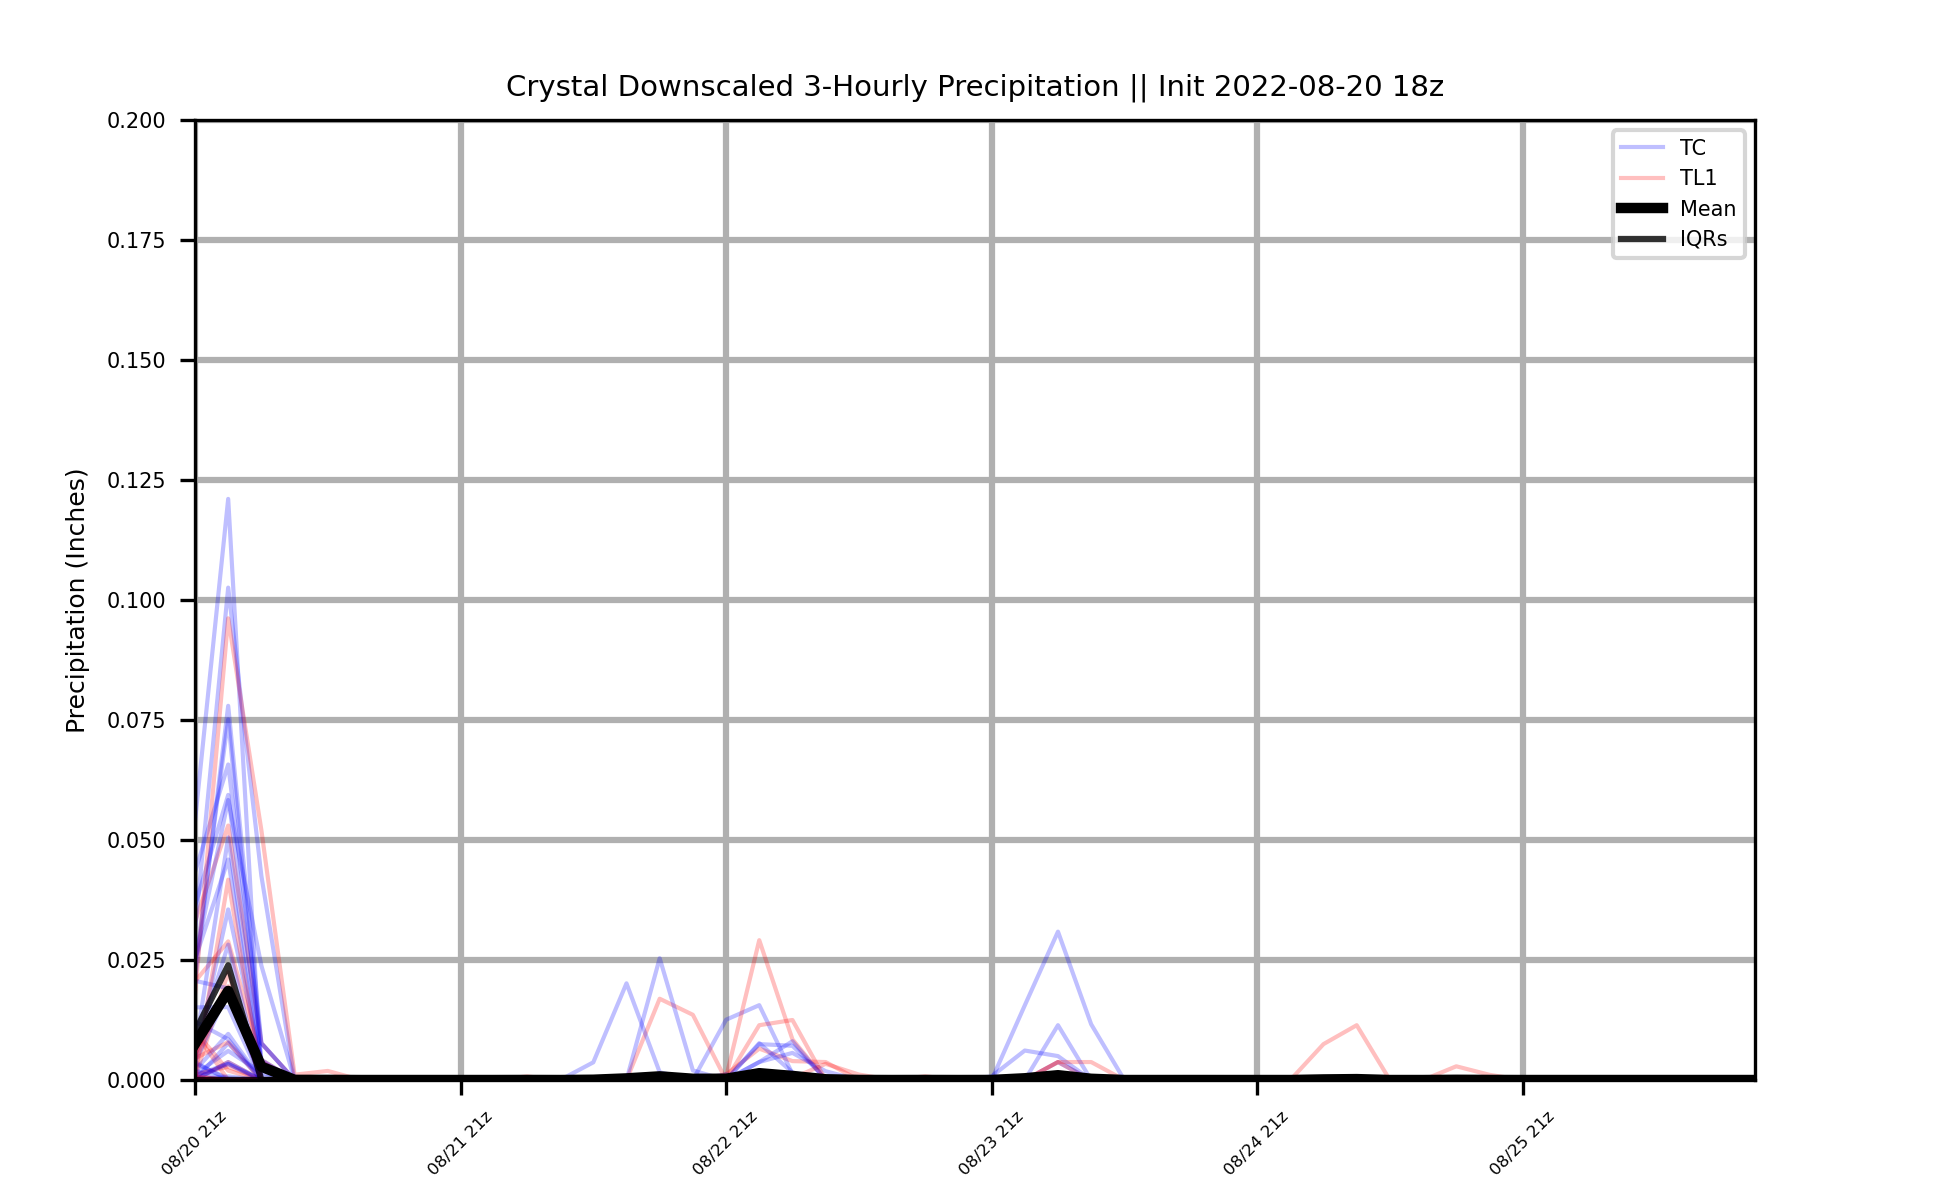 Crystal Downscaled 3-Hourly Precipitation || Init 2022-08-20 18z
0.200
0.175
0.150
0.125
0.100
0.075
0.050
0.025
0.000
Precipitation (Inches)
TC
TL1
Mean
IQRs
08/20 21z
08/21 21z
08/22 21z
08/23 21z
08/24 21z
08/25 21z